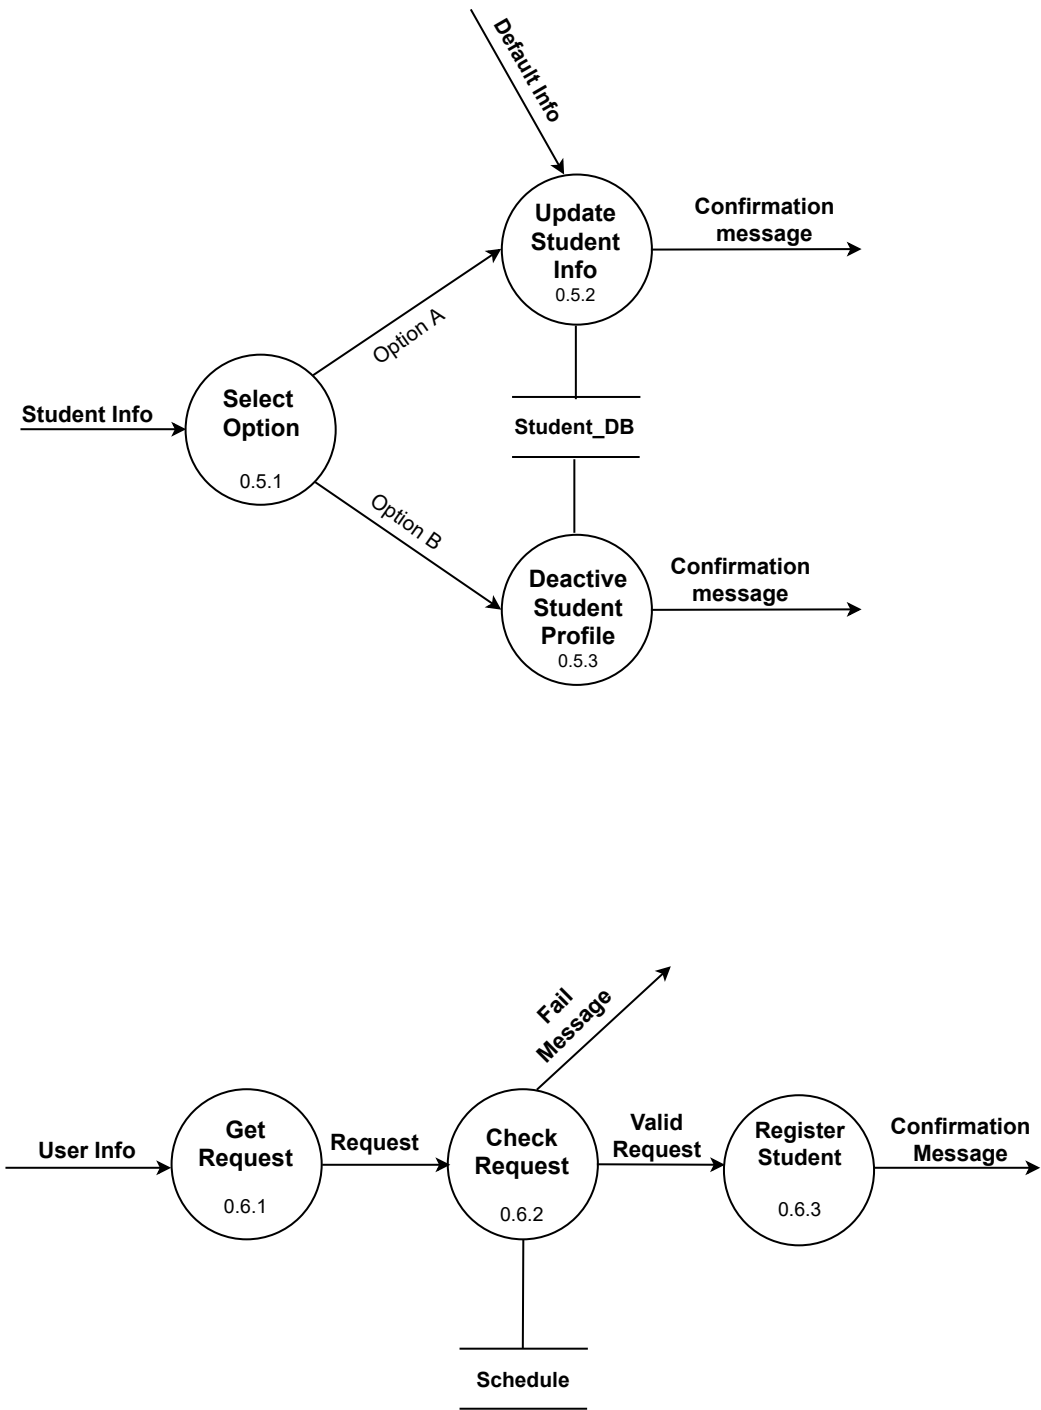 Default Info
Update
Student
Info
0.5.2
Confirmation
message
Option A
Student Info
Select
Option
0.5.1
Student_DB
Option B
Deactive
Student
Profile
0.5.3
Confirmation
message
Fail
Message
User Info
Get
Request
0.6.1
Request
Check
Request
0.6.2
Valid
Request
Register
Student
0.6.3
Confirmation
Message
Schedule